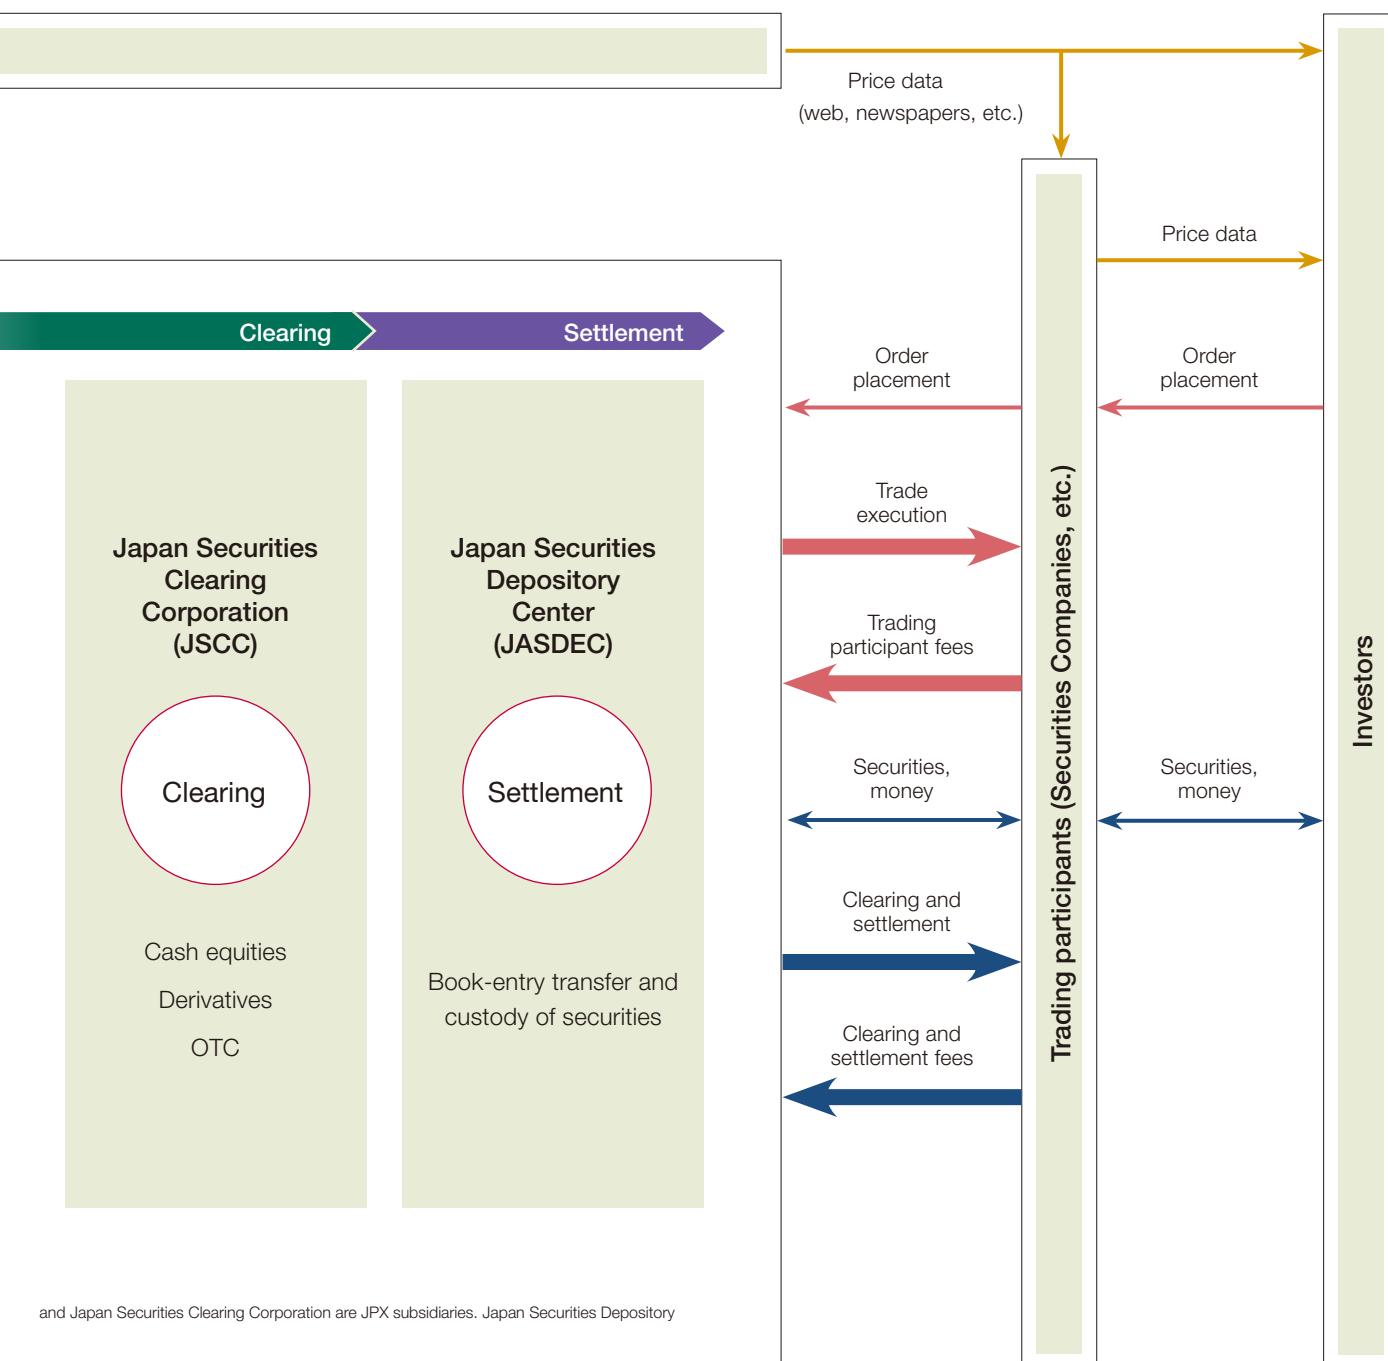 Price data
(web, newspapers, etc.)
Price data
Clearing
Settlement
Order
placement
Order
placement
Trade
execution
Japan Securities
Clearing
Corporation
(JSCC)
Japan Securities
Depository
Center
(JASDEC)
Trading
participant fees
Clearing
Settlement
Securities,
money
Securities,
money
Cash equities
Derivatives
OTC
Book-entry transfer and
custody of securities
Clearing and
settlement
Clearing and
settlement fees
Trading participants (Securities Companies, etc.)
Investors
and Japan Securities Clearing Corporation are JPX subsidiaries. Japan Securities Depository